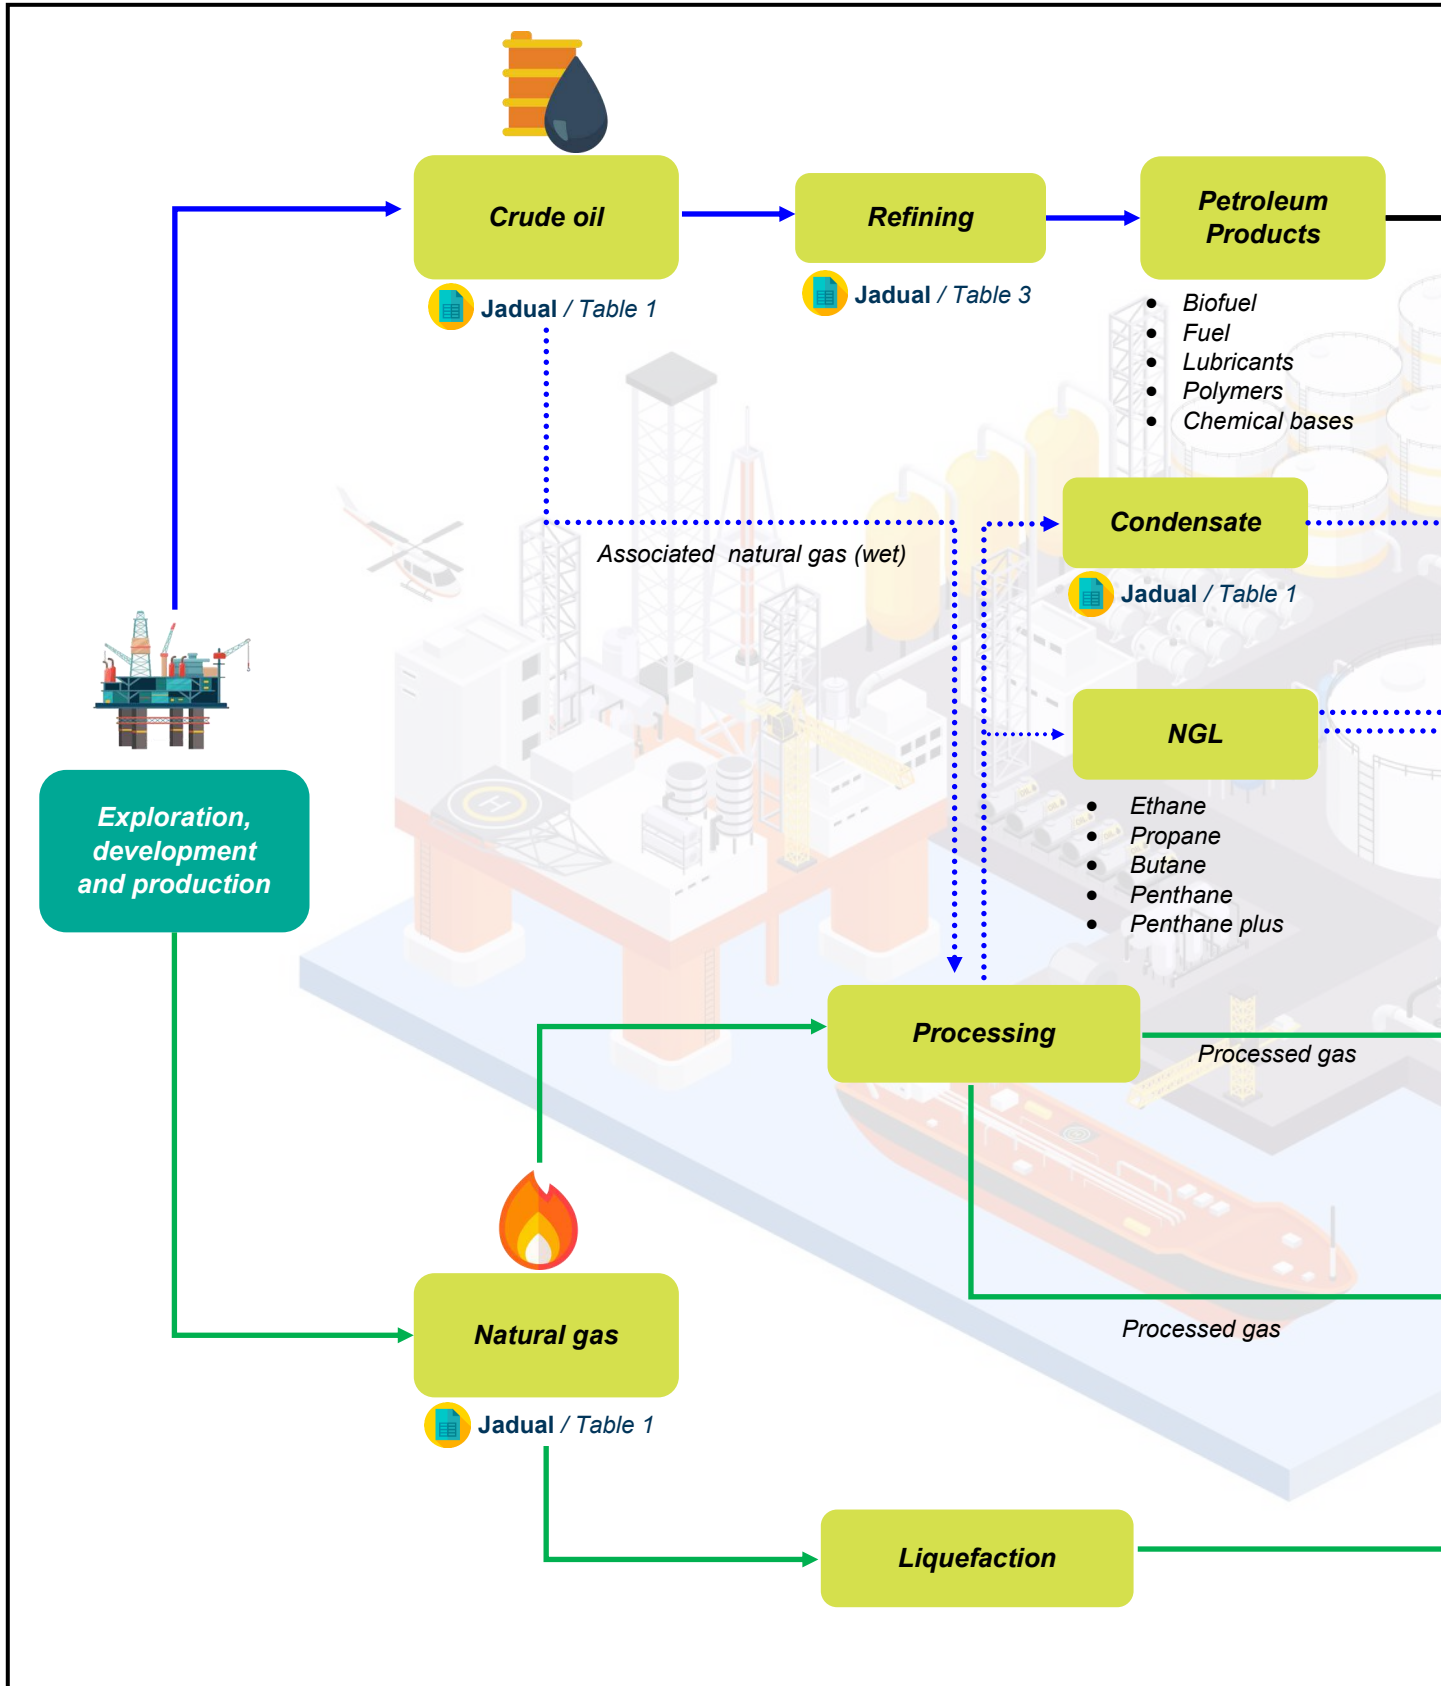 Crude oil
Jadual / Table 1
Refining
Jadual / Table 3
Petroleum
Products
• Biofuel
• Fuel
• Lubricants
• Polymers
• Chemical bases
Associated natural gas (wet)
Condensate
Jadual / Table 1
NGL
• Ethane
• Propane
• Butane
• Penthane
• Penthane plus
Exploration,
development
and production
Processing
Processed gas
Processed gas
Natural gas
Jadual / Table 1
Liquefaction
H